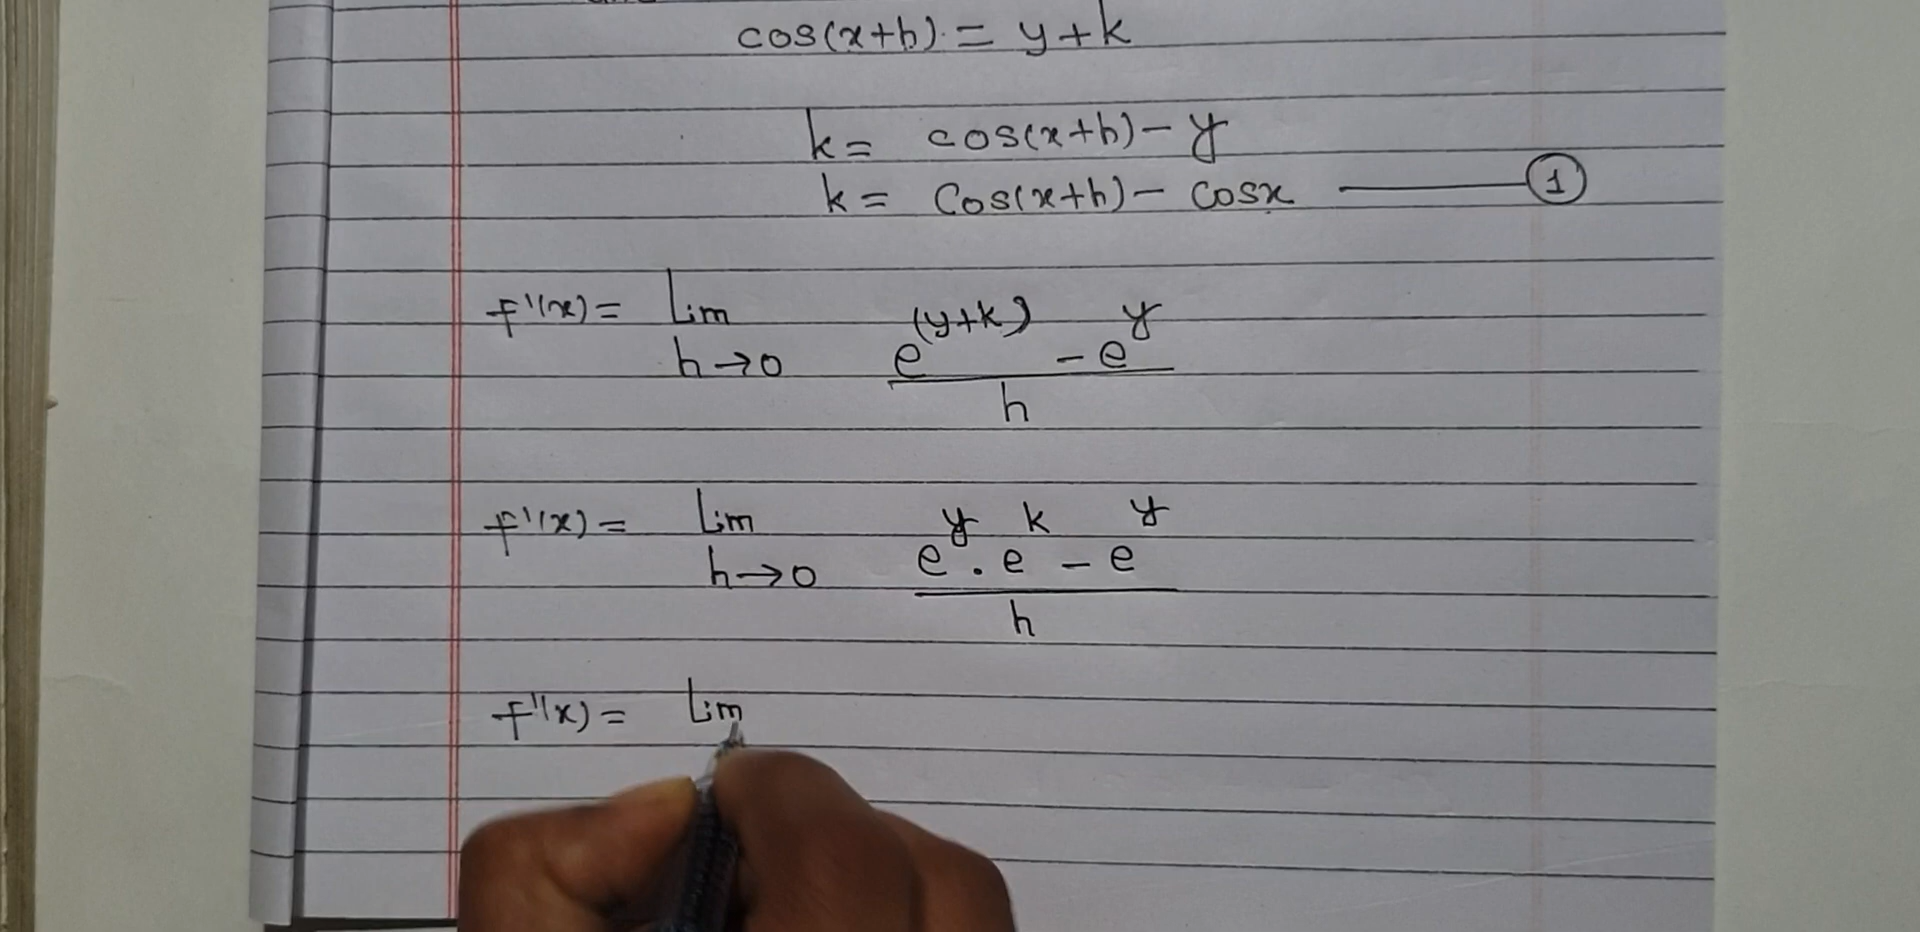 cos(x+h) = y+k
k = cos(x+h) - y
k = Cos(x+h) - cosx ——— ①
f'(x) = Lim h→0 (e^(y+k) - e^y)/h
f'(x) = Lim h→0 (e^y . e^k - e^y)/h
f'(x) = Lim